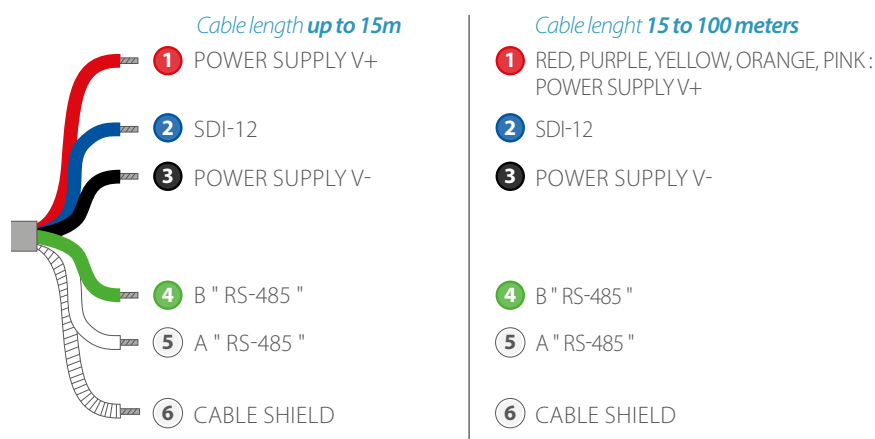 Cable length up to 15m
1 POWER SUPPLY V+
2 SDI-12
3 POWER SUPPLY V-
4 B " RS-485 "
5 A " RS-485 "
6 CABLE SHIELD
Cable lenght 15 to 100 meters
1 RED, PURPLE, YELLOW, ORANGE, PINK :
POWER SUPPLY V+
2 SDI-12
3 POWER SUPPLY V-
4 B " RS-485 "
5 A " RS-485 "
6 CABLE SHIELD